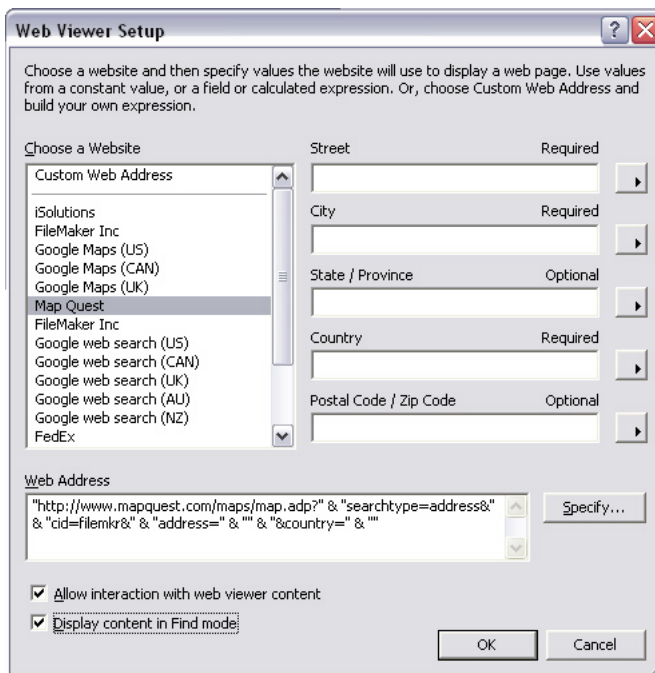 Web Viewer Setup
?
Choose a website and then specify values the website will use to display a web page. Use values
from a constant value, or a field or calculated expression. Or, choose Custom Web Address and
build your own expression.
Choose a Website
Custom Web Address
iSolutions
FileMaker Inc
Google Maps (US)
Google Maps (CAN)
Google Maps (UK)
Map Quest
FileMaker Inc
Google web search (US)
Google web search (CAN)
Google web search (UK)
Google web search (AU)
Google web search (NZ)
FedEx
Street Required
City Required
State / Province Optional
Country Required
Postal Code / Zip Code Optional
Web Address
"http://www.mapquest.com/maps/map.adp?" & "searchtype=address&"
& "cid=filemkr&" & "address=" & "" & "&country=" & ""
Specify...
Allow interaction with web viewer content
Display content in Find mode
OK Cancel